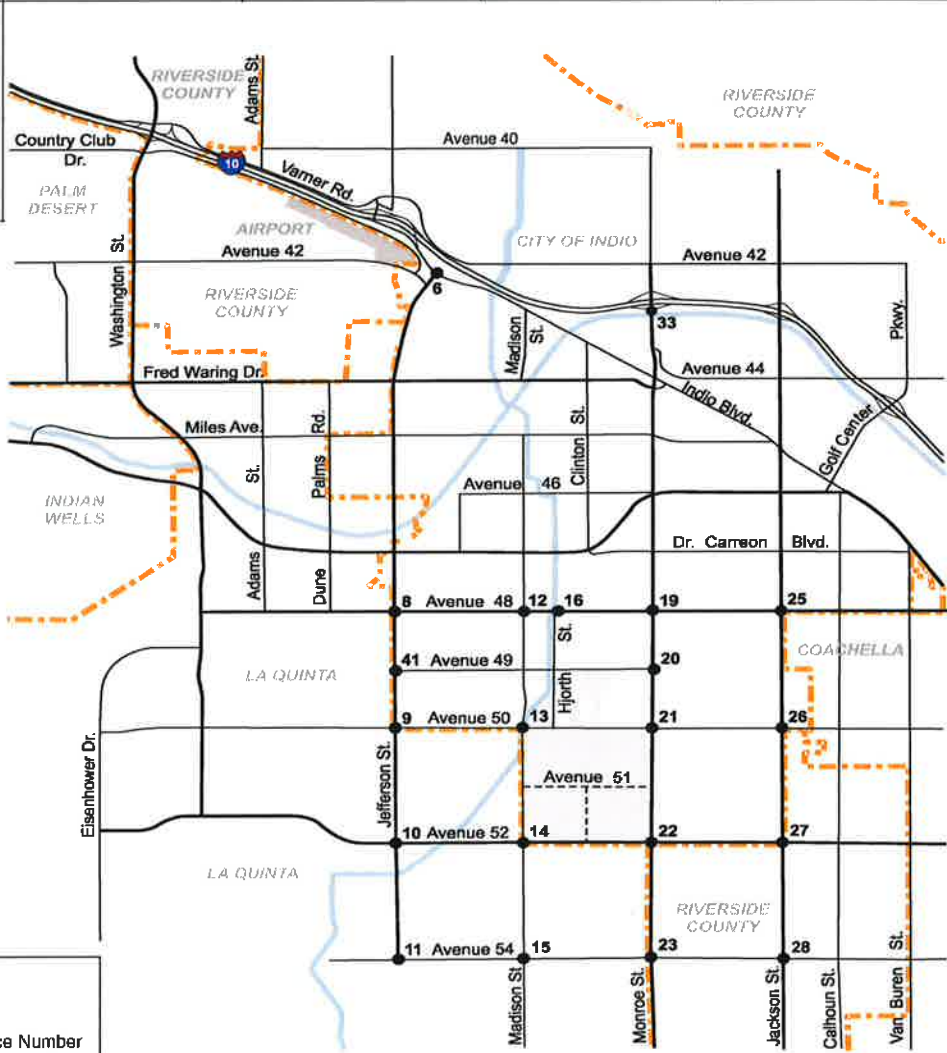 RIVERSIDE
COUNTY
Adams St.
RIVERSIDE
COUNTY
Country Club
Dr.
10
Avenue 40
Varner Rd.
PALM
DESERT
AIRPORT
CITY OF INDIO
Washington St.
Avenue 42
Avenue 42
6
RIVERSIDE
COUNTY
Madison
St.
33
Pkwy.
Fred Waring Dr.
Avenue 44
Indio Blvd.
Miles Ave.
Palms Rd.
St.
Clinton St.
Golf Center
Avenue 46
INDIAN
WELLS
Dr. Carreon Blvd.
Adams
Dune
8 Avenue 48 12 16 19 25
St.
COACHELLA
41 Avenue 49 20
LA QUINTA
Hjorth
9 Avenue 50 13 21 26
Eisenhower Dr.
Jefferson St.
Avenue 51
10 Avenue 52 14 22 27
LA QUINTA
RIVERSIDE
COUNTY
11 Avenue 54 15 23 28
Madison St
Monroe St.
Jackson St.
Calhoun St.
Van Buren St.
ce Number